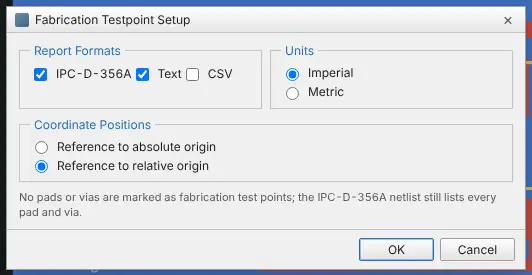 Fabrication Testpoint Setup
Report Formats
IPC-D-356A Text CSV
Units
Imperial
Metric
Coordinate Positions
Reference to absolute origin
Reference to relative origin
No pads or vias are marked as fabrication test points; the IPC-D-356A netlist still lists every
pad and via.
OK Cancel